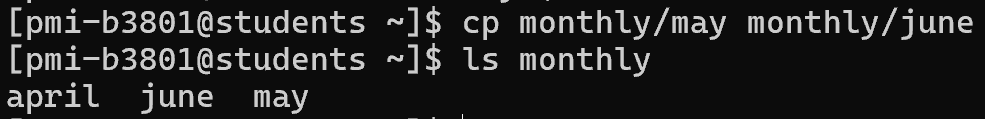 [pmi-b3801@students ~]$ cp monthly/may monthly/june
[pmi-b3801@students ~]$ ls monthly
april  june  may